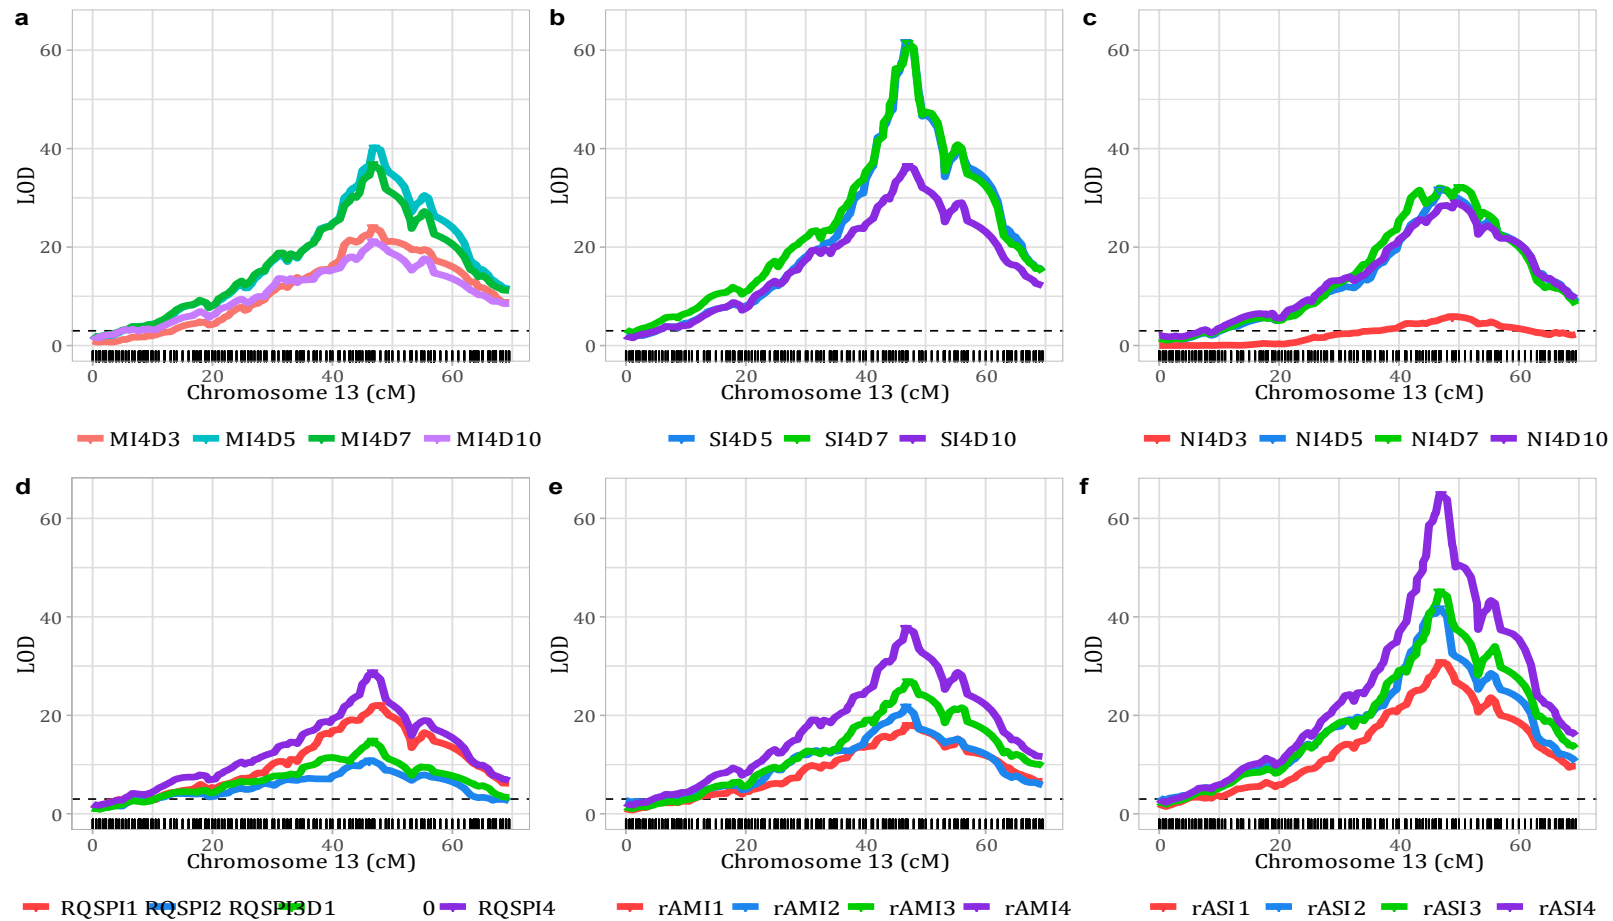 a
b
c
60
40
20
0
LOD
0 20 40 60
Chromosome 13 (cM)
MI4D3 MI4D5 MI4D7 MI4D10
60
40
20
0
LOD
0 20 40 60
Chromosome 13 (cM)
SI4D5 SI4D7 SI4D10
60
40
20
0
LOD
0 20 40 60
Chromosome 13 (cM)
NI4D3 NI4D5 NI4D7 NI4D10
d
e
f
60
40
20
0
LOD
0 20 40 60
Chromosome 13 (cM)
RQSPI1 RQSPI2 RQSPI3D1 0 RQSPI4
60
40
20
0
LOD
0 20 40 60
Chromosome 13 (cM)
rAMI1 rAMI2 rAMI3 rAMI4
60
40
20
0
LOD
0 20 40 60
Chromosome 13 (cM)
rASI1 rASI2 rASI3 rASI4